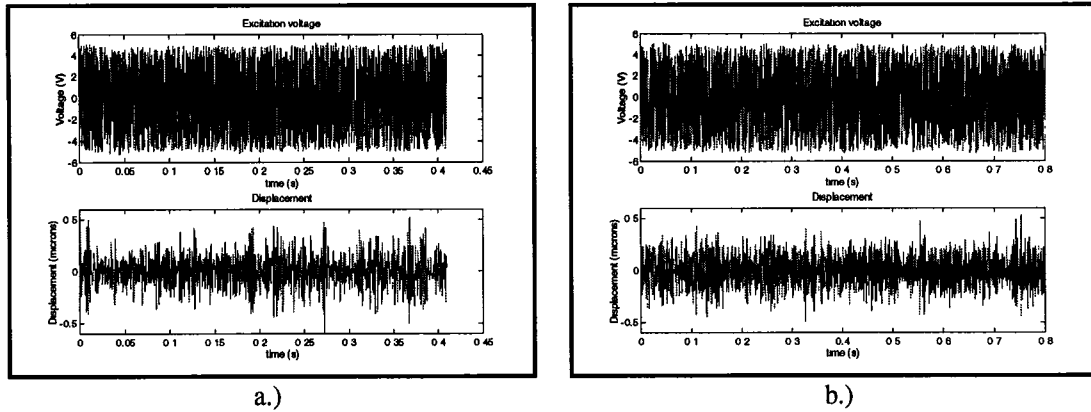 Excitation voltage
Voltage (V)
6
4
2
0
-2
-4
-6
0 0.05 0 1 0 15 0 2 0 25 0 3 0 35 0 4 0 45
time (s)
Displacement
Displacement (microns)
0 5
0
-0.5
0 0.05 0 1 0 15 0 2 0 25 0 3 0 35 0 4 0 45
time (s)
a.)
Excitation voltage
Voltage (V)
6
4
2
0
-2
-4
-6
0 0 1 0 2 0 3 0 4 0 5 0 6 0 7 0 8
time (s)
Displacement
Displacement (microns)
0 5
0
-0.5
0 0 1 0 2 0 3 0 4 0 5 0 6 0 7 0 8
time (s)
b.)